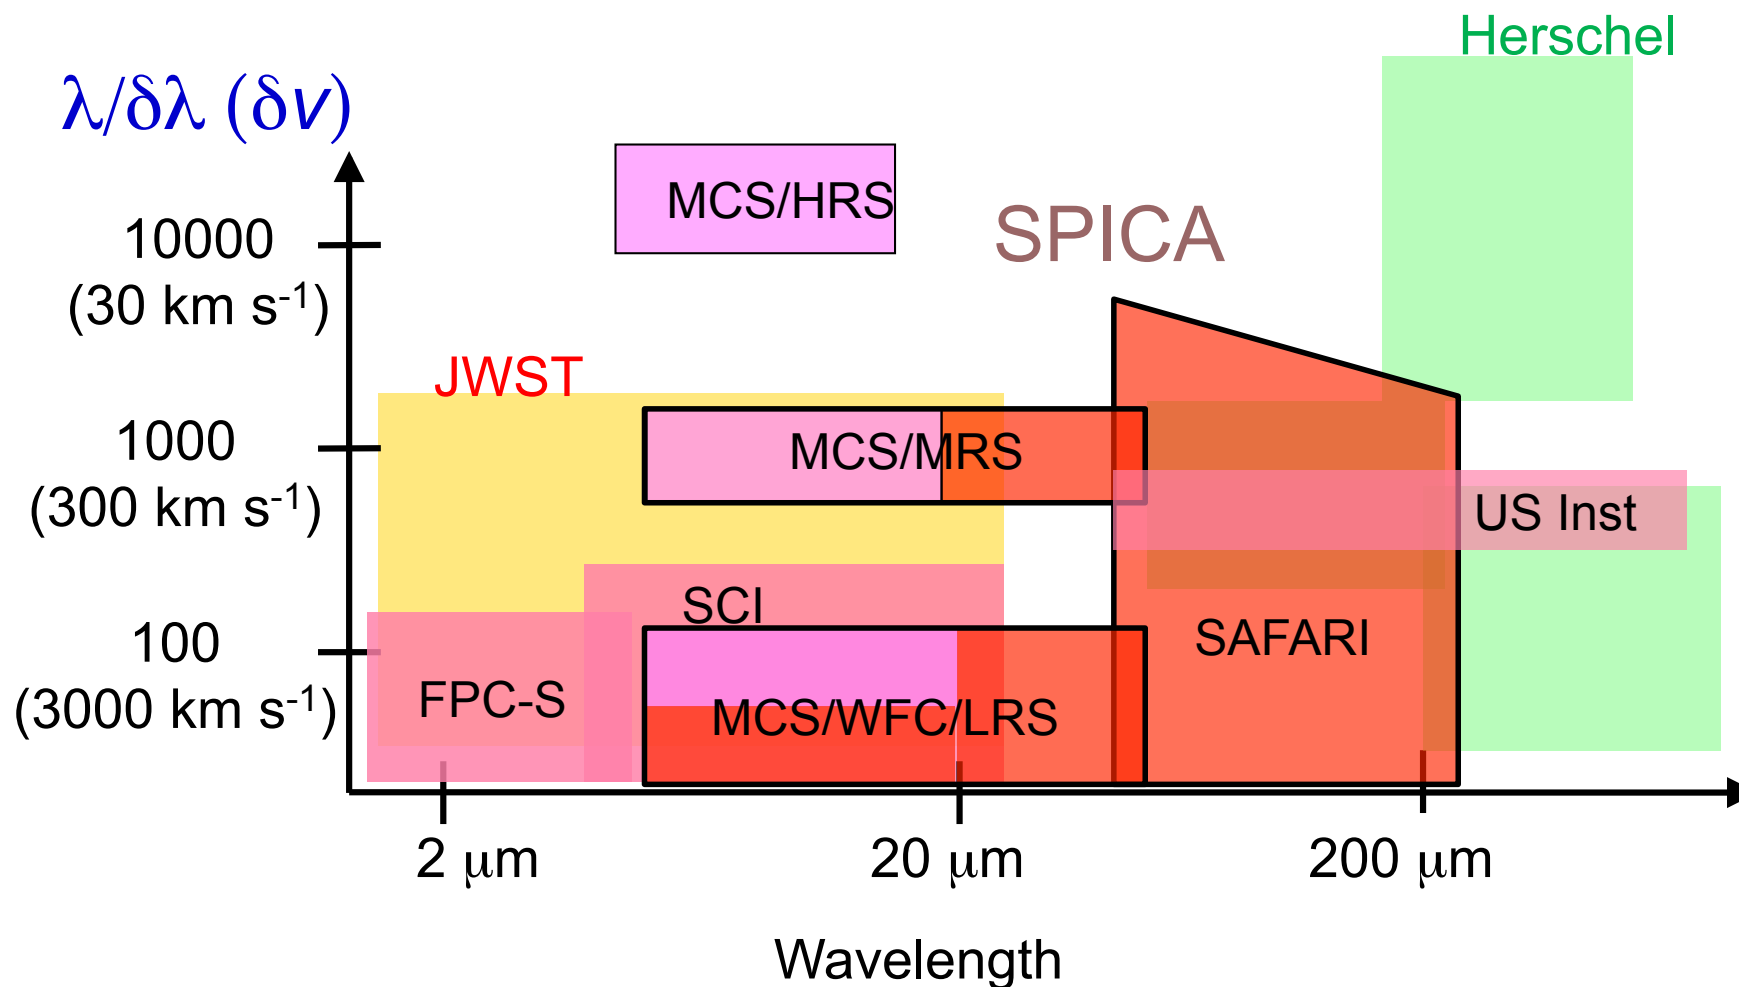 Herschel
λ/δλ (δv)
MCS/HRS
SPICA
10000
(30 km s-1)
JWST
1000
(300 km s-1)
MCS/MRS
US Inst
SCI
100
(3000 km s-1)
SAFARI
FPC-S
MCS/WFC/LRS
2 μm
20 μm
200 μm
Wavelength